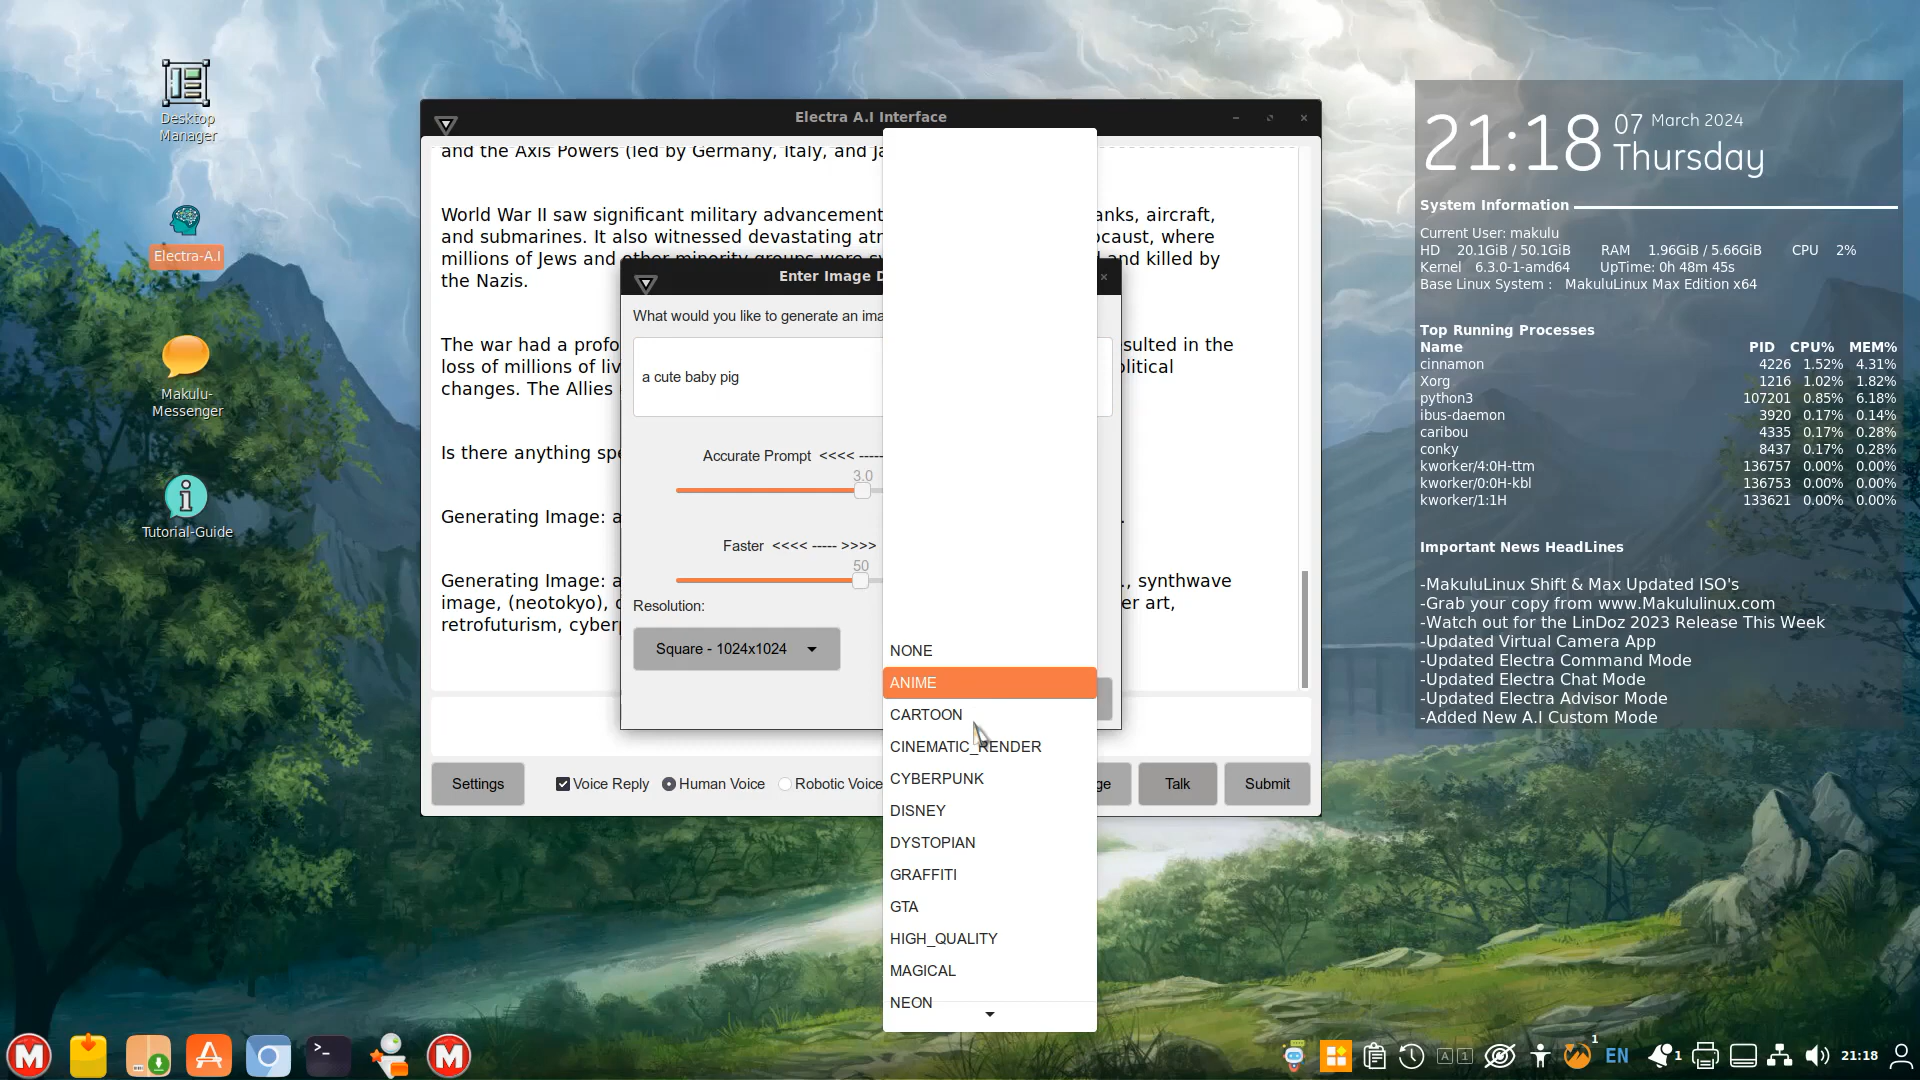 Desktop
Manager
Electra-A.I
Makulu-
Messenger
Tutorial-Guide
Electra A.I Interface
and the Axis Powers (led by Germany, Italy, and
World War II saw significant military
anks, aircraft,
and submarines. It also witnessed devastating
ocaust, where
millions of Jews and other minority groups were
and killed by
the Nazis.
The war had a
sulted in the
loss of millions of
olitical
changes. The Allies
Is there anything
Generating Image: a
Generating Image: a
., synthwave
image, (neotokyo),
er art,
retrofuturism,
Enter Image
What would you like to generate an
a cute baby pig
Accurate Prompt <<<< -----
3.0
Faster <<<< ----- >>>>
50
Resolution:
Square - 1024x1024
NONE
ANIME
CARTOON
CINEMATIC_RENDER
CYBERPUNK
DISNEY
DYSTOPIAN
GRAFFITI
GTA
HIGH_QUALITY
MAGICAL
NEON
Settings
Voice Reply
Human Voice
Robotic Voice
ge
Talk
Submit
21:18
07 March 2024
Thursday
System Information
Current User: makulu
HD 20.1GiB / 50.1GiB RAM 1.96GiB / 5.66GiB CPU 2%
Kernel 6.3.0-1-amd64 UpTime: 0h 48m 45s
Base Linux System : MakuluLinux Max Edition x64
Top Running Processes
Name PID CPU% MEM%
cinnamon 4226 1.52% 4.31%
Xorg 1216 1.02% 1.82%
python3 107201 0.85% 6.18%
ibus-daemon 3920 0.17% 0.14%
caribou 4335 0.17% 0.28%
conky 8437 0.17% 0.28%
kworker/4:0H-ttm 136757 0.00% 0.00%
kworker/0:0H-kbl 136753 0.00% 0.00%
kworker/1:1H 133621 0.00% 0.00%
Important News HeadLines
-MakuluLinux Shift & Max Updated ISO's
-Grab your copy from www.Makululinux.com
-Watch out for the LinDoz 2023 Release This Week
-Updated Virtual Camera App
-Updated Electra Command Mode
-Updated Electra Chat Mode
-Updated Electra Advisor Mode
-Added New A.I Custom Mode
M
>_
M
A 1
1
EN
1
21:18